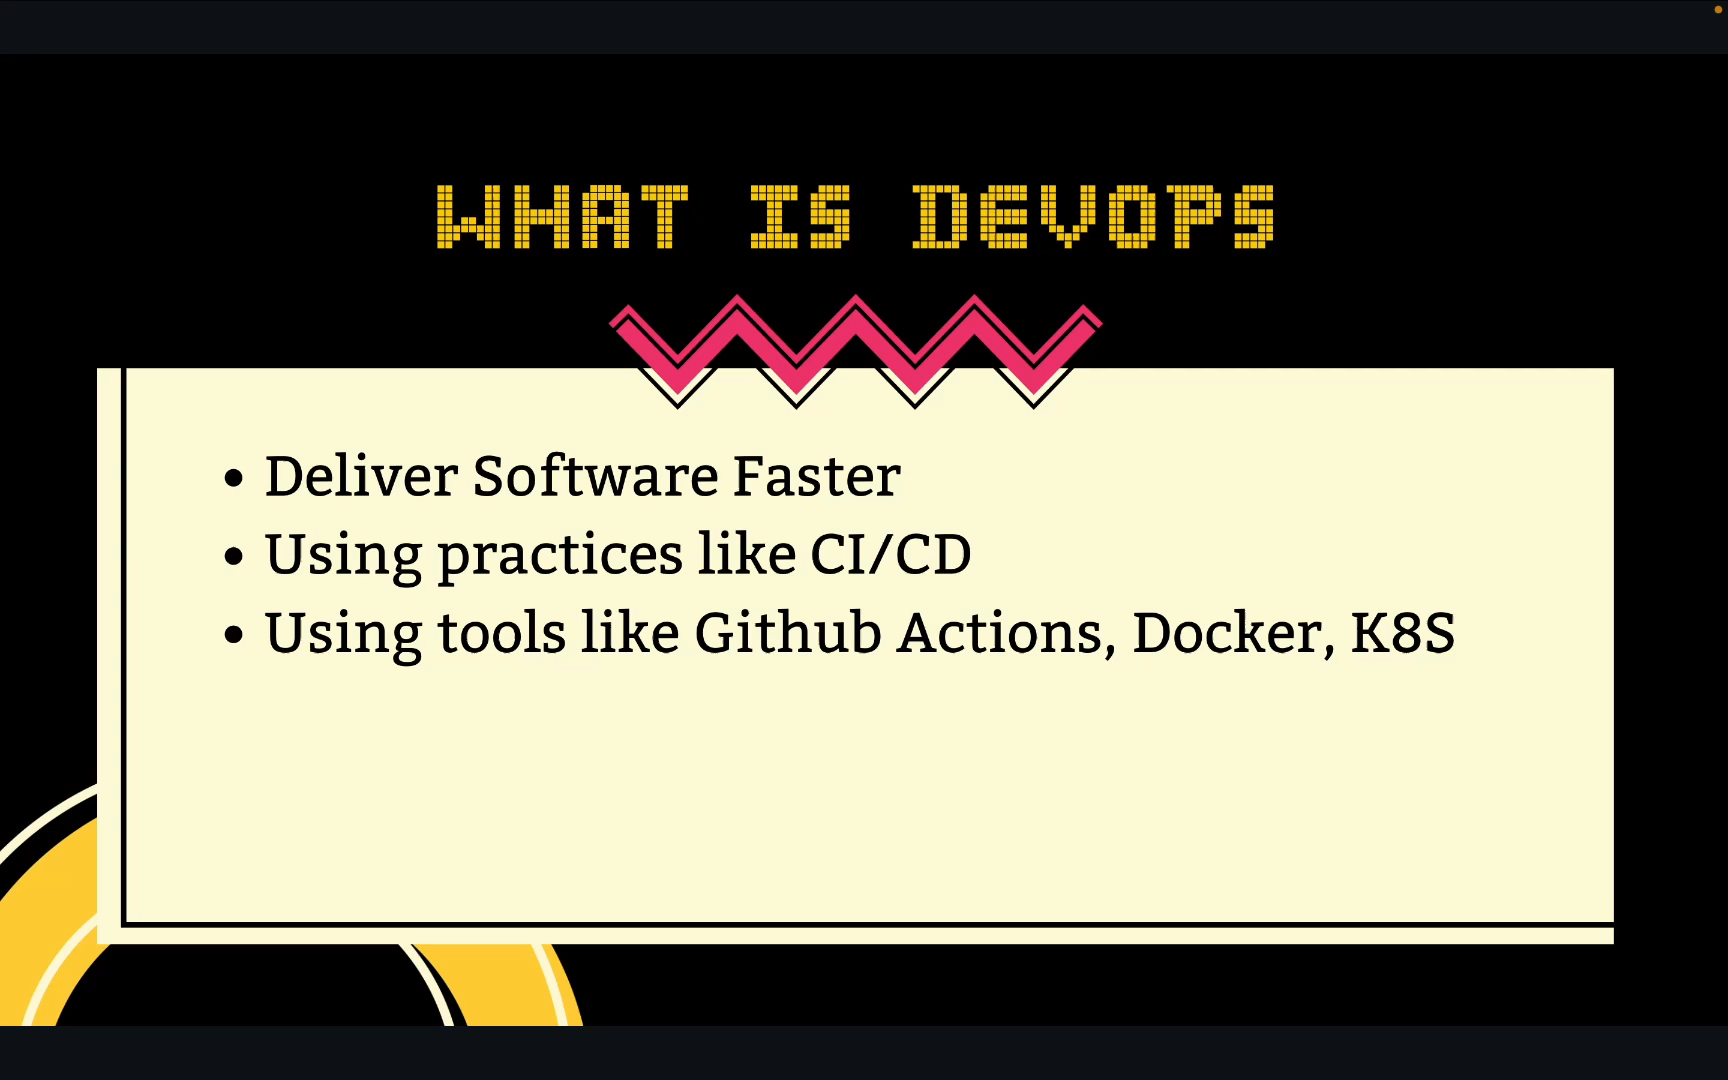 WHAT IS DEVOPS
• Deliver Software Faster
• Using practices like CI/CD
• Using tools like Github Actions, Docker, K8S